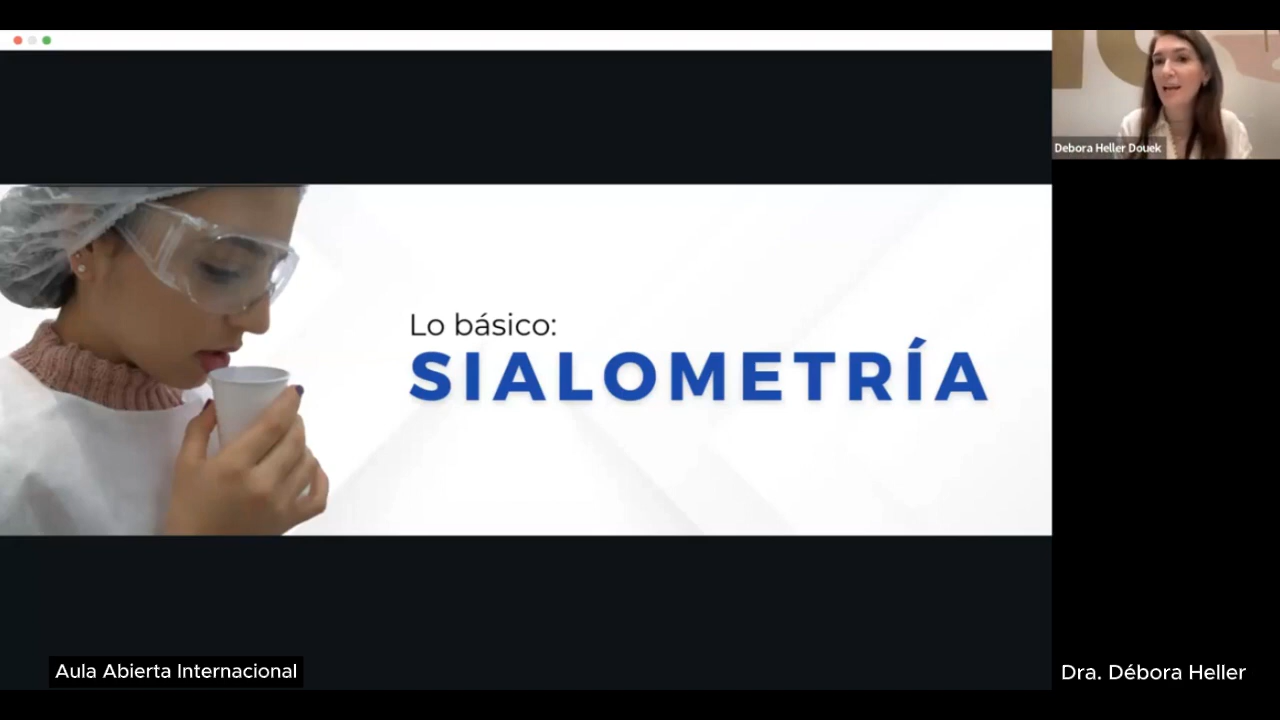 Debora Heller Douek
Lo básico:
SIALOMETRÍA
Aula Abierta Internacional
Dra. Débora Heller